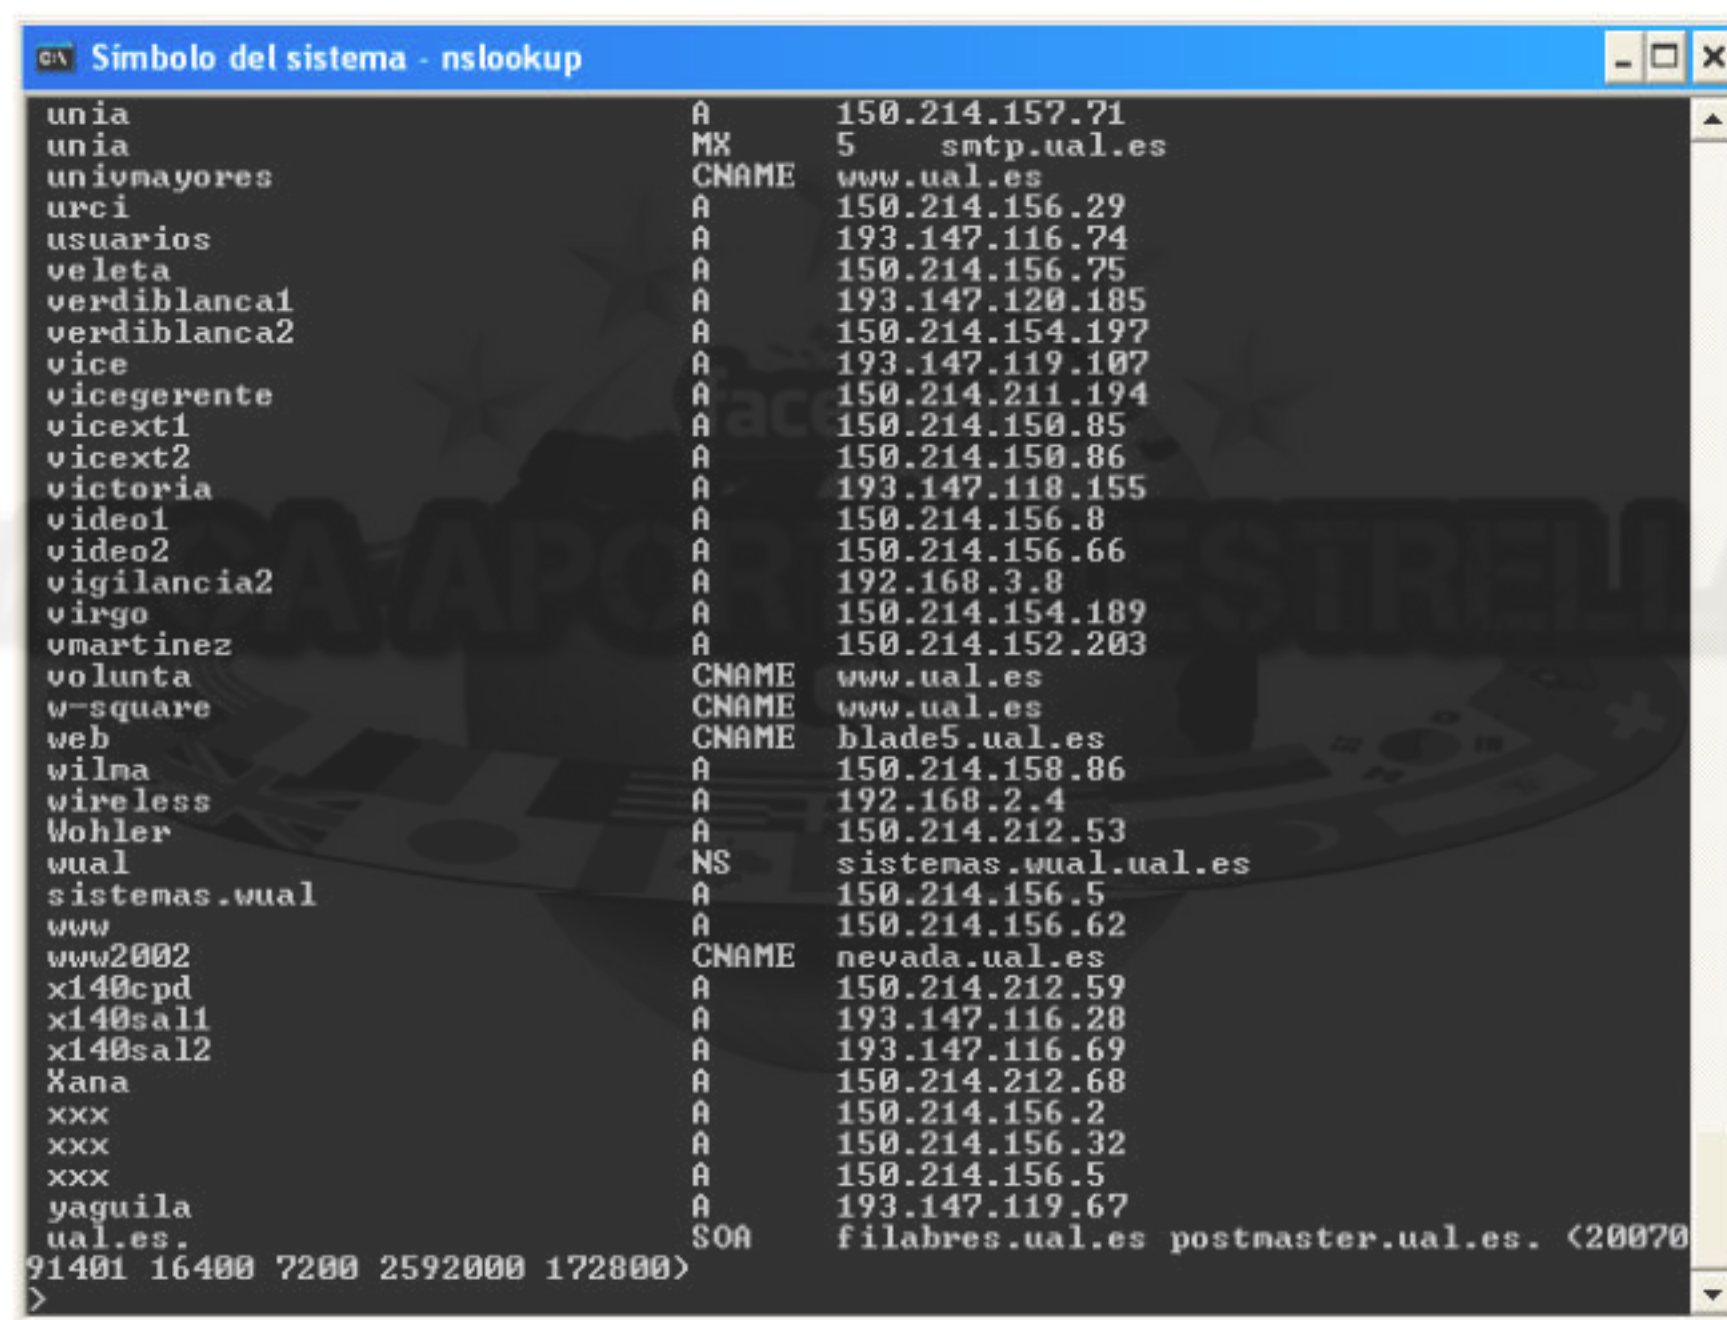 Símbolo del sistema - nslookup
unia A 150.214.157.71
unia MX 5 smtp.ual.es
univmayores CNAME www.ual.es
urci A 150.214.156.29
usuarios A 193.147.116.74
veleta A 150.214.156.75
verdiblanca1 A 193.147.120.185
verdiblanca2 A 150.214.154.197
vice A 193.147.119.107
vicegerente A 150.214.211.194
vicext1 A 150.214.150.85
vicext2 A 150.214.150.86
victoria A 193.147.118.155
video1 A 150.214.156.8
video2 A 150.214.156.66
vigilancia2 A 192.168.3.8
virgo A 150.214.154.189
vmartinez A 150.214.152.203
volunta CNAME www.ual.es
w-square CNAME www.ual.es
web CNAME blade5.ual.es
wilma A 150.214.158.86
wireless A 192.168.2.4
Wohler A 150.214.212.53
wual NS sistemas.wual.ual.es
sistemas.wual A 150.214.156.5
www A 150.214.156.62
www2002 CNAME nevada.ual.es
x140cpd A 150.214.212.59
x140sal1 A 193.147.116.28
x140sal2 A 193.147.116.69
Xana A 150.214.212.68
xxx A 150.214.156.2
xxx A 150.214.156.32
xxx A 150.214.156.5
yaguila A 193.147.119.67
ual.es. SOA filabres.ual.es postmaster.ual.es. (20070
91401 16400 7200 2592000 172800)
>